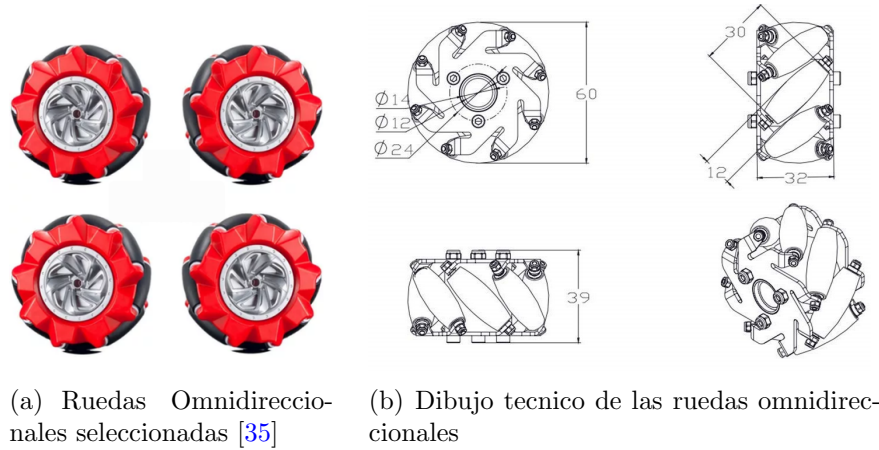 30
Ø14
Ø12
Ø24
60
12
32
39
(a) Ruedas Omnidireccio-
nales seleccionadas [35]
(b) Dibujo tecnico de las ruedas omnidirec-
cionales